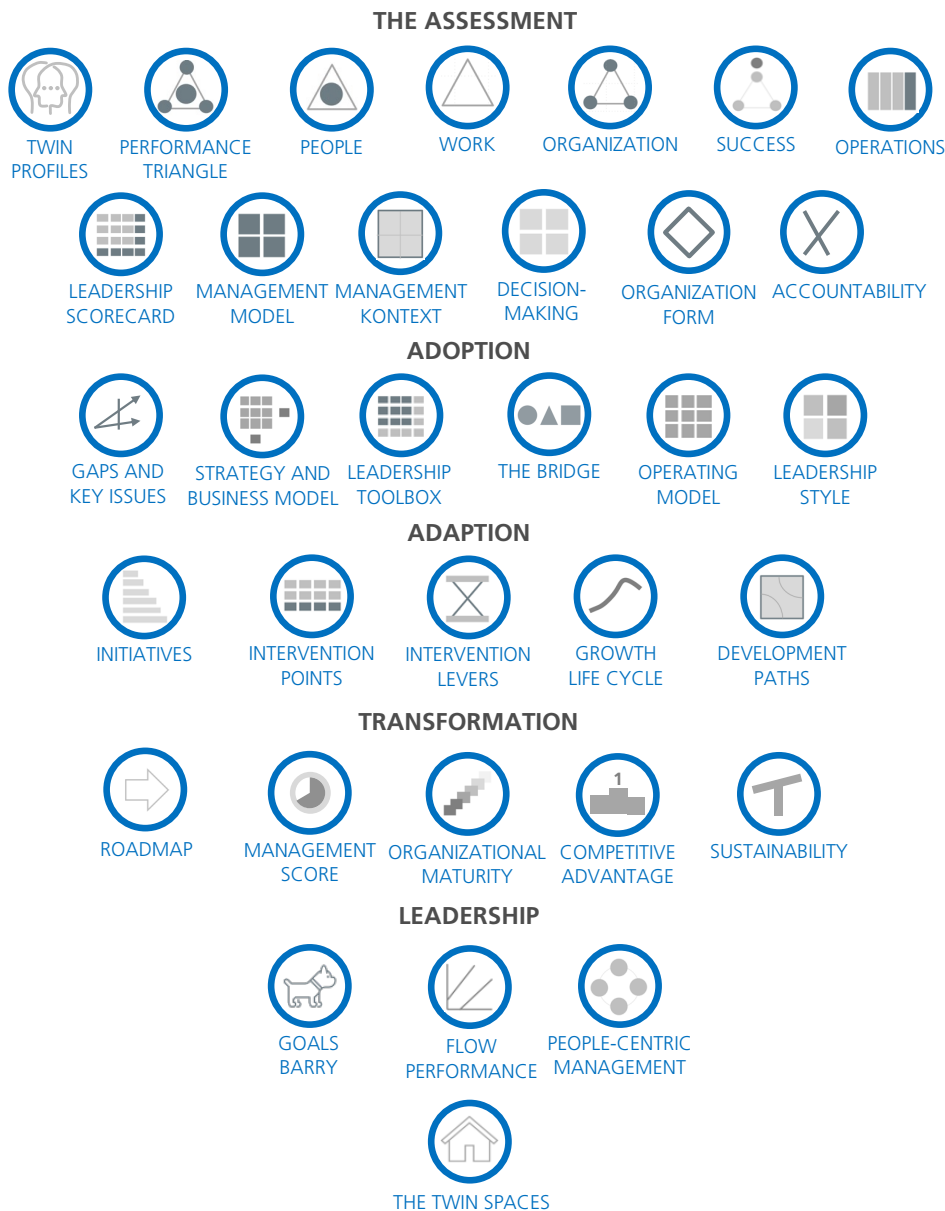 THE ASSESSMENT
TWIN
PROFILES
PERFORMANCE
TRIANGLE
PEOPLE
WORK
ORGANIZATION
SUCCESS
OPERATIONS
LEADERSHIP
SCORECARD
MANAGEMENT
MODEL
MANAGEMENT
KONTEXT
DECISION-
MAKING
ORGANIZATION
FORM
ACCOUNTABILITY
ADOPTION
GAPS AND
KEY ISSUES
STRATEGY AND
BUSINESS MODEL
LEADERSHIP
TOOLBOX
THE BRIDGE
OPERATING
MODEL
LEADERSHIP
STYLE
ADAPTION
INITIATIVES
INTERVENTION
POINTS
INTERVENTION
LEVERS
GROWTH
LIFE CYCLE
DEVELOPMENT
PATHS
TRANSFORMATION
ROADMAP
MANAGEMENT
SCORE
ORGANIZATIONAL
MATURITY
1
COMPETITIVE
ADVANTAGE
SUSTAINABILITY
LEADERSHIP
GOALS
BARRY
FLOW
PERFORMANCE
PEOPLE-CENTRIC
MANAGEMENT
THE TWIN SPACES